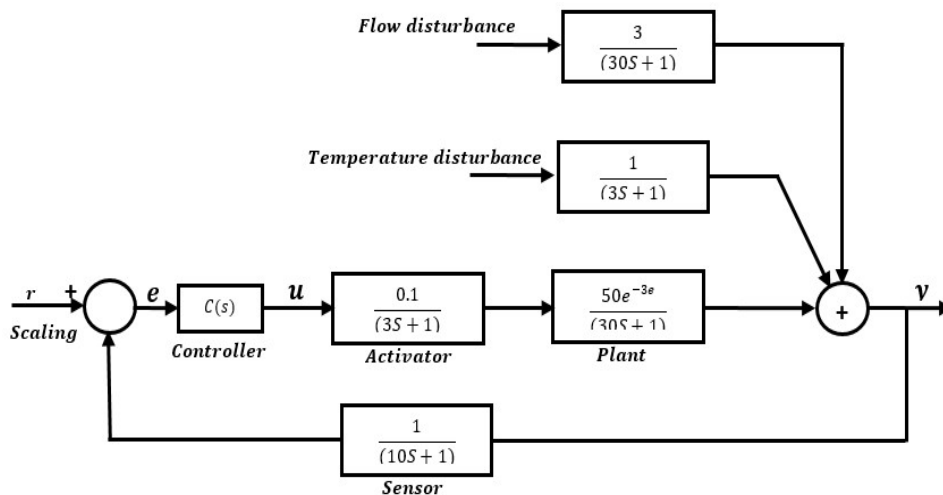 Flow disturbance
3
(30S + 1)
Temperature disturbance
1
(3S + 1)
r
+
e
C(s)
u
0.1
(3S + 1)
50e^{-3e}
(30S + 1)
+
v
Scaling
Controller
Activator
Plant
1
(10S + 1)
Sensor